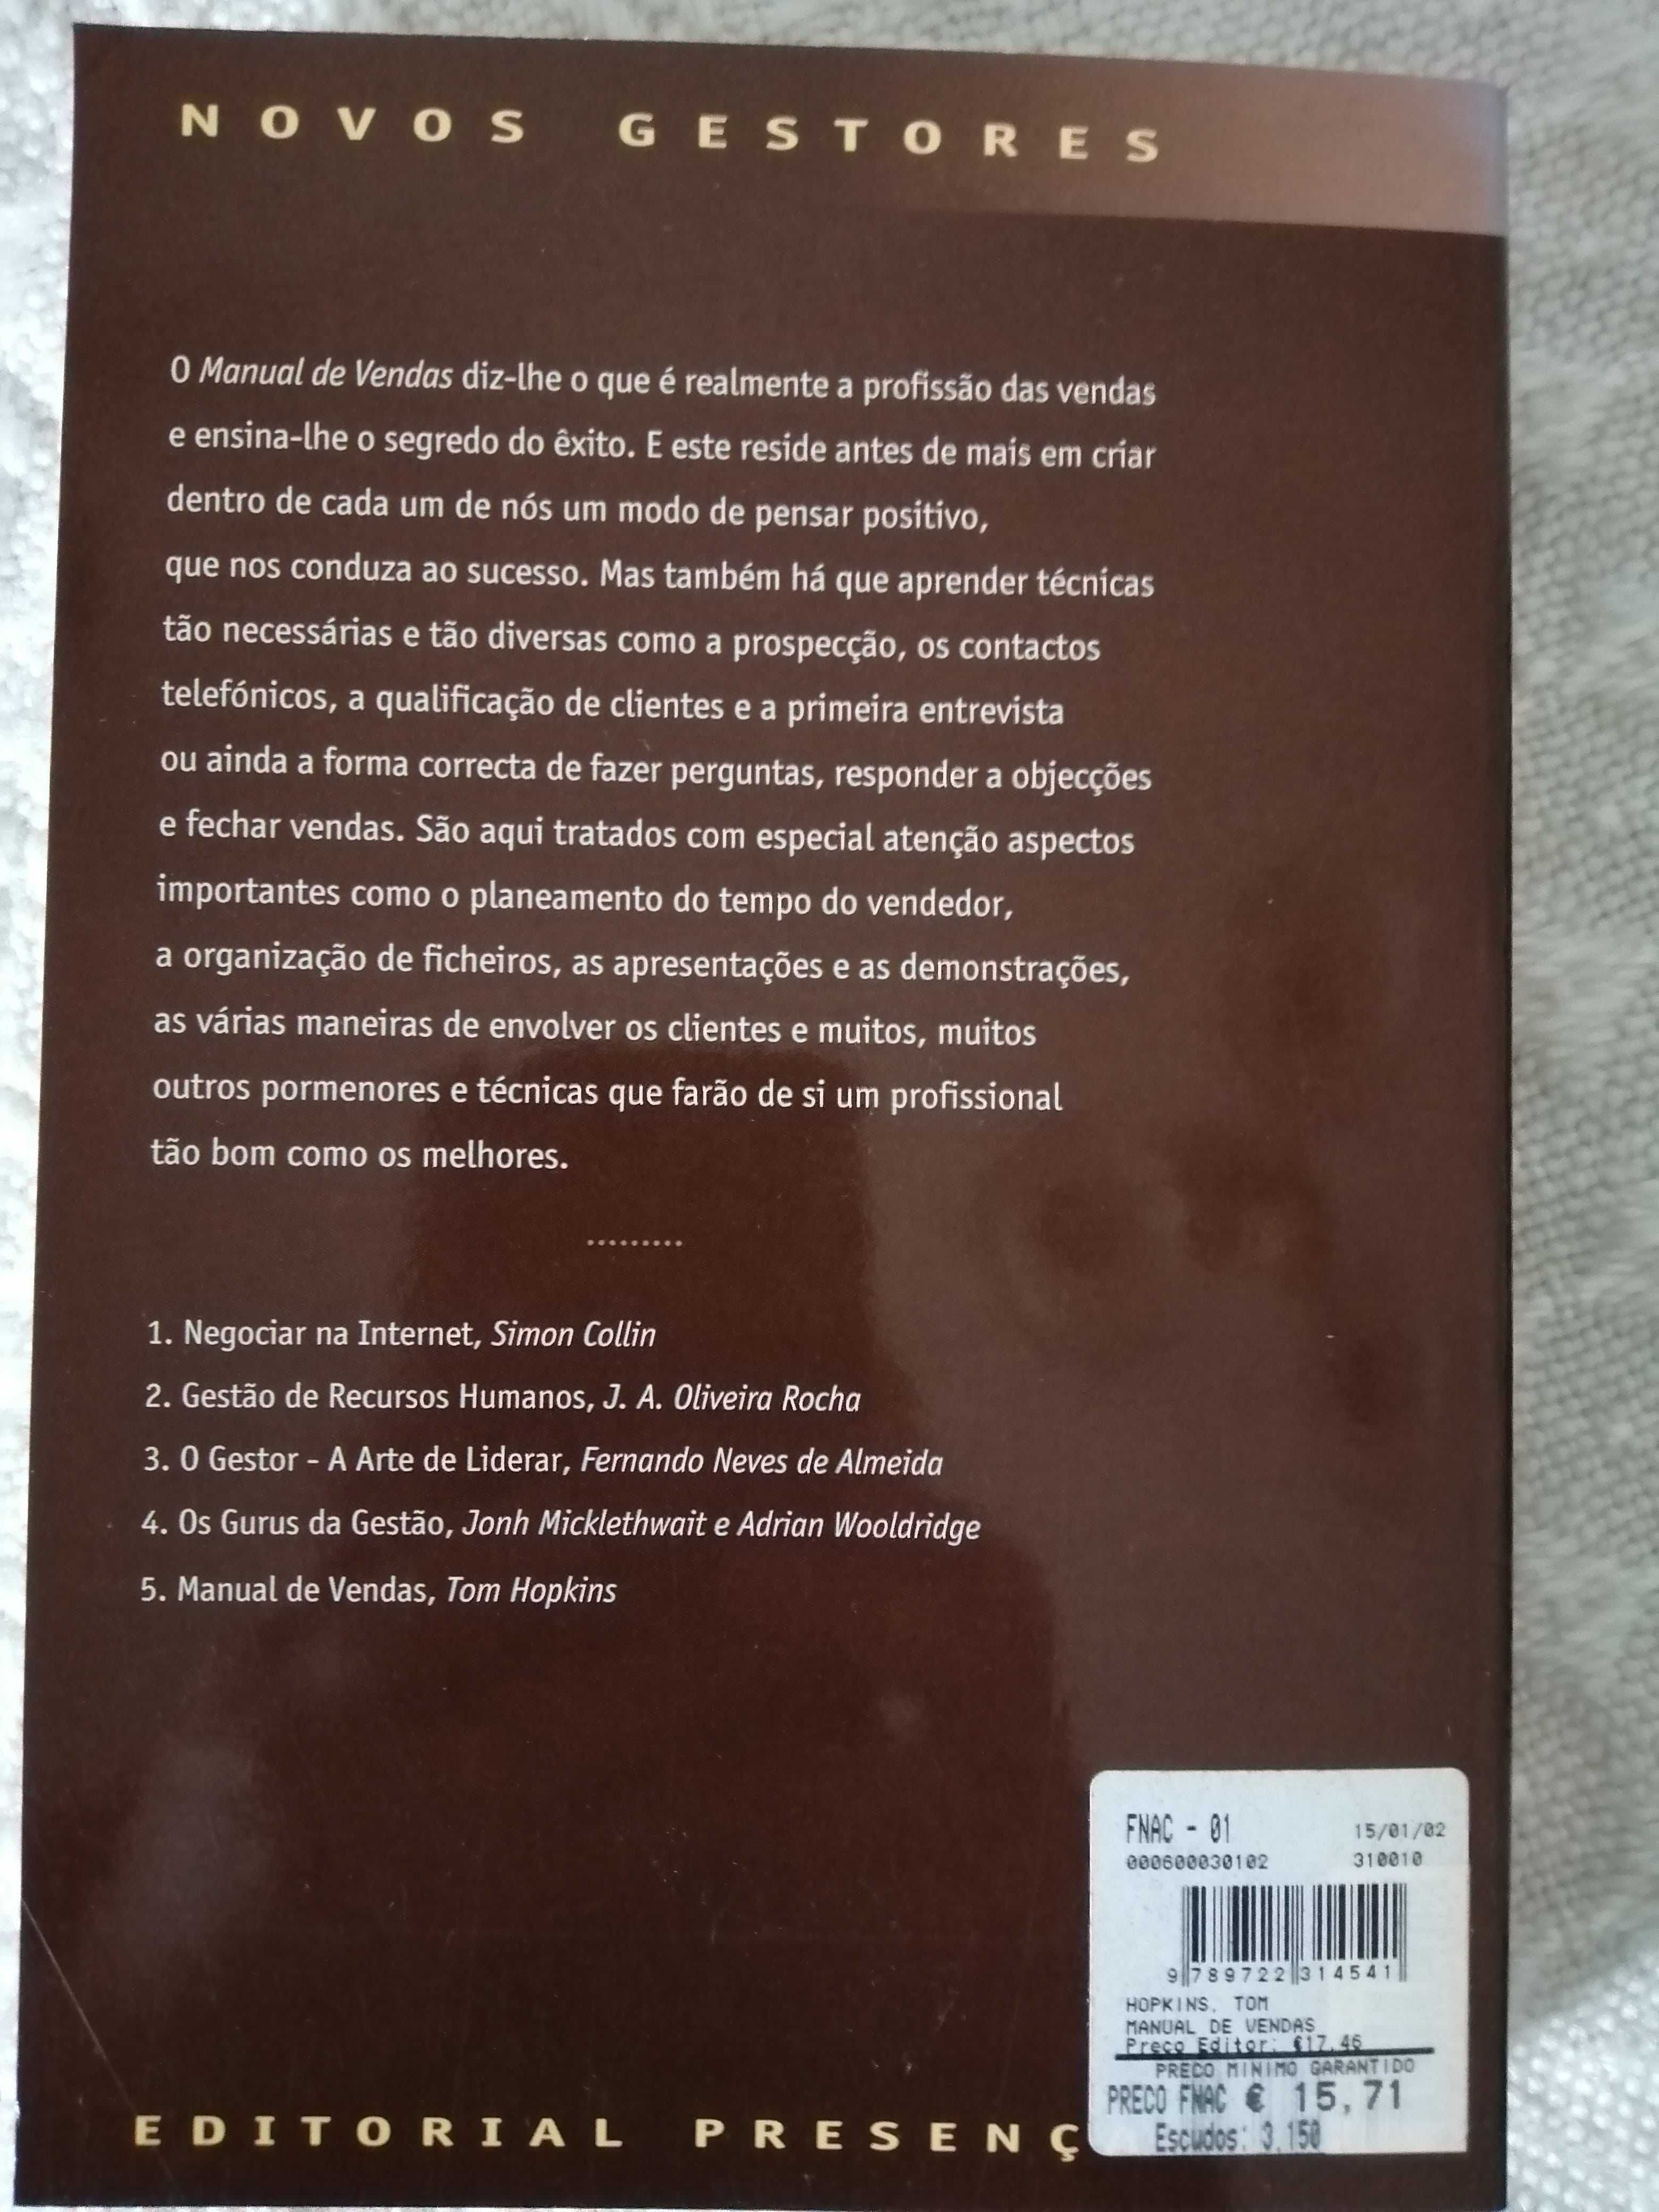 NOVOS GESTORES
O Manual de Vendas diz-lhe o que é realmente a profissão das vendas
e ensina-lhe o segredo do êxito. E este reside antes de mais em criar
dentro de cada um de nós um modo de pensar positivo,
que nos conduza ao sucesso. Mas também há que aprender técnicas
tão necessárias e tão diversas como a prospecção, os contactos
telefónicos, a qualificação de clientes e a primeira entrevista
ou ainda a forma correcta de fazer perguntas, responder a objecções
e fechar vendas. São aqui tratados com especial atenção aspectos
importantes como o planeamento do tempo do vendedor,
a organização de ficheiros, as apresentações e as demonstrações,
as várias maneiras de envolver os clientes e muitos, muitos
outros pormenores e técnicas que farão de si um profissional
tão bom como os melhores.
.........
1. Negociar na Internet, Simon Collin
2. Gestão de Recursos Humanos, J. A. Oliveira Rocha
3. O Gestor - A Arte de Liderar, Fernando Neves de Almeida
4. Os Gurus da Gestão, Jonh Micklethwait e Adrian Wooldridge
5. Manual de Vendas, Tom Hopkins
FNAC - 01 15/01/02
000600030102 310010
9 789722 314541
HOPKINS, TOM
MANUAL DE VENDAS
Preço Editor: €17.46
PRECO MINIMO GARANTIDO
PRECO FNAC € 15,71
Escudos: 3.150
EDITORIAL PRESENÇ